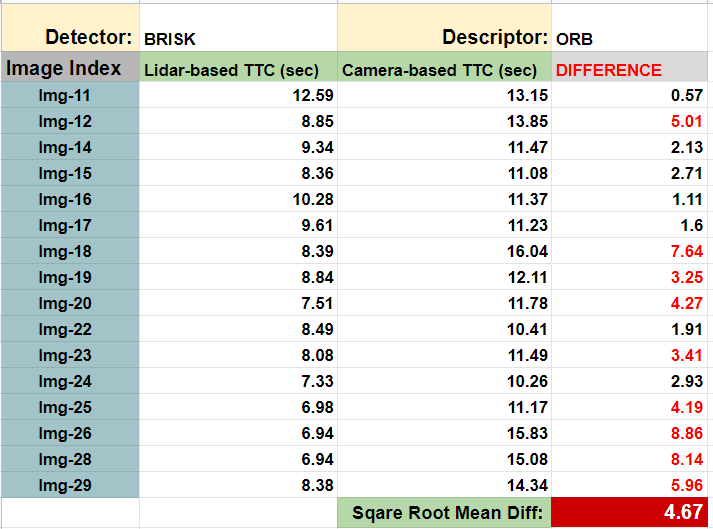 Detector: BRISK Descriptor: ORB
Image Index Lidar-based TTC (sec) Camera-based TTC (sec) DIFFERENCE
Img-11 12.59 13.15 0.57
Img-12 8.85 13.85 5.01
Img-14 9.34 11.47 2.13
Img-15 8.36 11.08 2.71
Img-16 10.28 11.37 1.11
Img-17 9.61 11.23 1.6
Img-18 8.39 16.04 7.64
Img-19 8.84 12.11 3.25
Img-20 7.51 11.78 4.27
Img-22 8.49 10.41 1.91
Img-23 8.08 11.49 3.41
Img-24 7.33 10.26 2.93
Img-25 6.98 11.17 4.19
Img-26 6.94 15.83 8.86
Img-28 6.94 15.08 8.14
Img-29 8.38 14.34 5.96
Sqare Root Mean Diff: 4.67